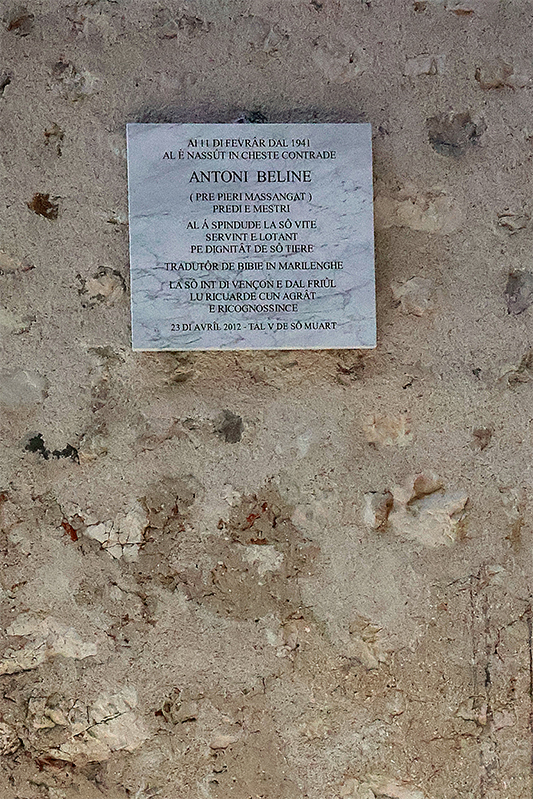 AI 11 DI FEVRÂR DAL 1941
AL È NASSÛT IN CHESTE CONTRADE
ANTONI BELINE
( PRE PIERI MASSANGAT )
PREDI E MESTRI
AL À SPINDUDE LA SÔ VITE
SERVINT E LOTANT
PE DIGNITÂT DE SÔ TIERE
TRADUTÔR DE BIBIE IN MARILENGHE
LA SÔ INT DI VENÇON E DAL FRIÛL
LU RICUARDE CUN AGRÂT
E RICOGNOSSINCE
23 DI AVRÎL 2012 - TAL V DE SÔ MUART